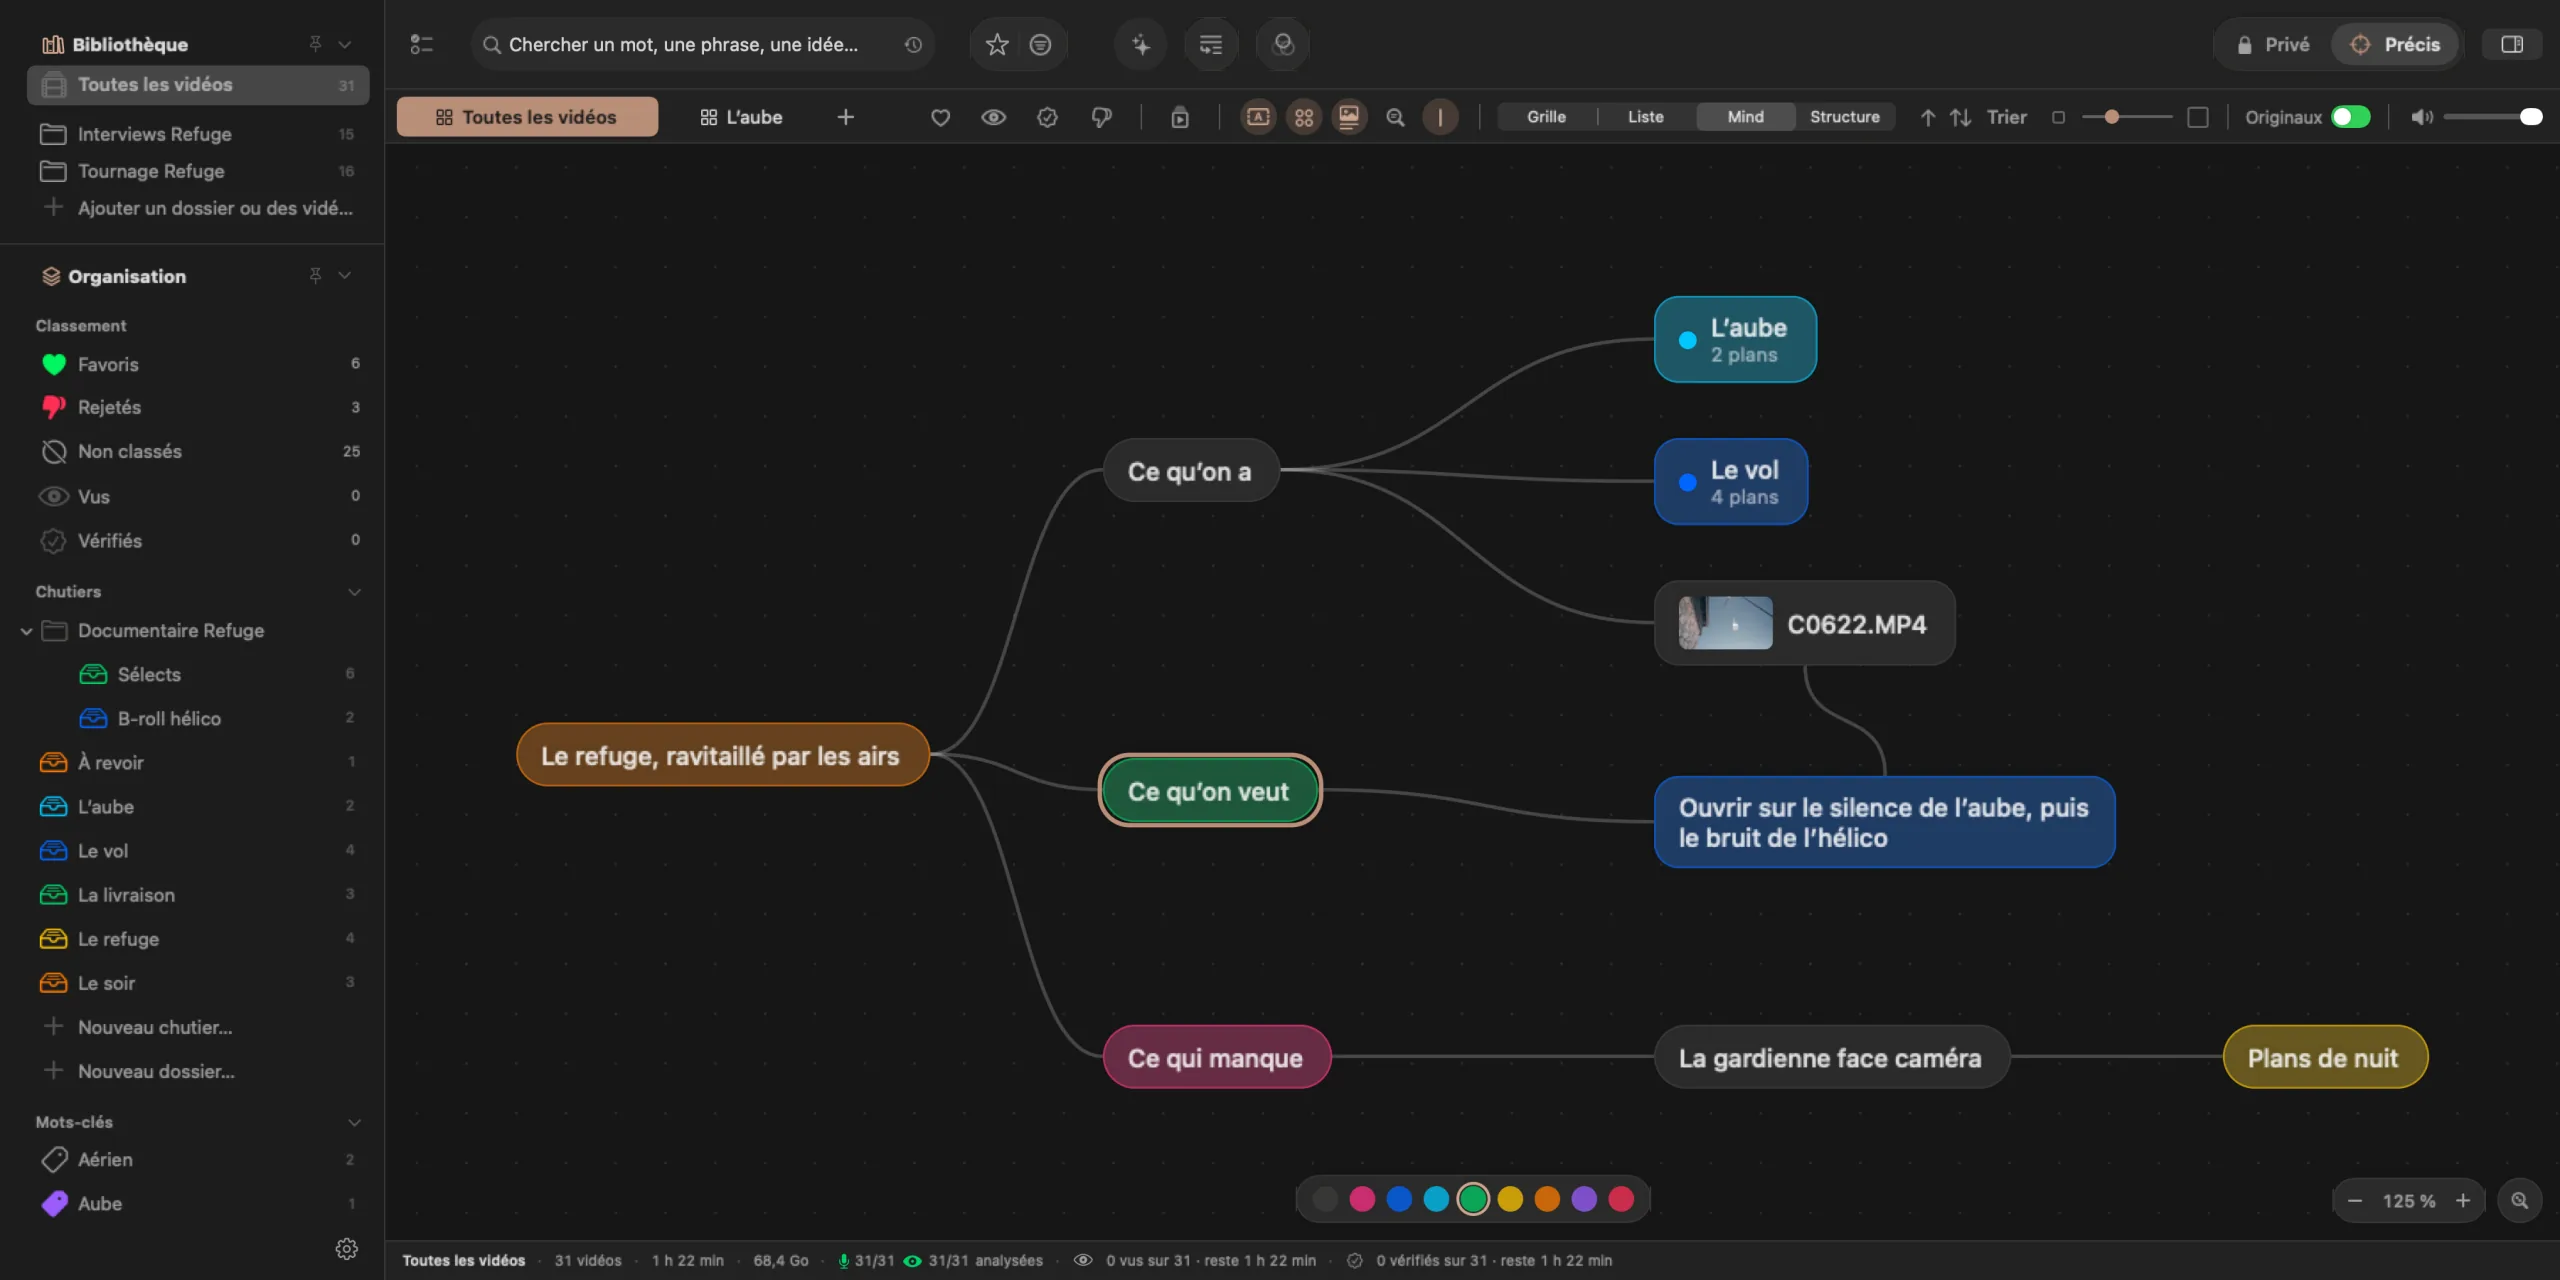 Bibliothèque
Toutes les vidéos 31
Interviews Refuge 15
Tournage Refuge 16
Ajouter un dossier ou des vidé...
Organisation
Classement
Favoris 6
Rejetés 3
Non classés 25
Vus 0
Vérifiés 0
Chutiers
Documentaire Refuge
Sélects 6
B-roll hélico 2
À revoir 1
L'aube 2
Le vol 4
La livraison 3
Le refuge 4
Le soir 3
Nouveau chutier...
Nouveau dossier...
Mots-clés
Aérien 2
Aube 1
Chercher un mot, une phrase, une idée...
Privé
Précis
Toutes les vidéos
L'aube
A
Grille
Liste
Mind
Structure
Trier
Originaux
L'aube
2 plans
Ce qu'on a
Le vol
4 plans
C0622.MP4
Le refuge, ravitaillé par les airs
Ce qu'on veut
Ouvrir sur le silence de l'aube, puis
le bruit de l'hélico
Ce qui manque
La gardienne face caméra
Plans de nuit
125 %
Toutes les vidéos · 31 vidéos · 1 h 22 min · 68,4 Go · 31/31 31/31 analysées · 0 vus sur 31 · reste 1 h 22 min · 0 vérifiés sur 31 · reste 1 h 22 min